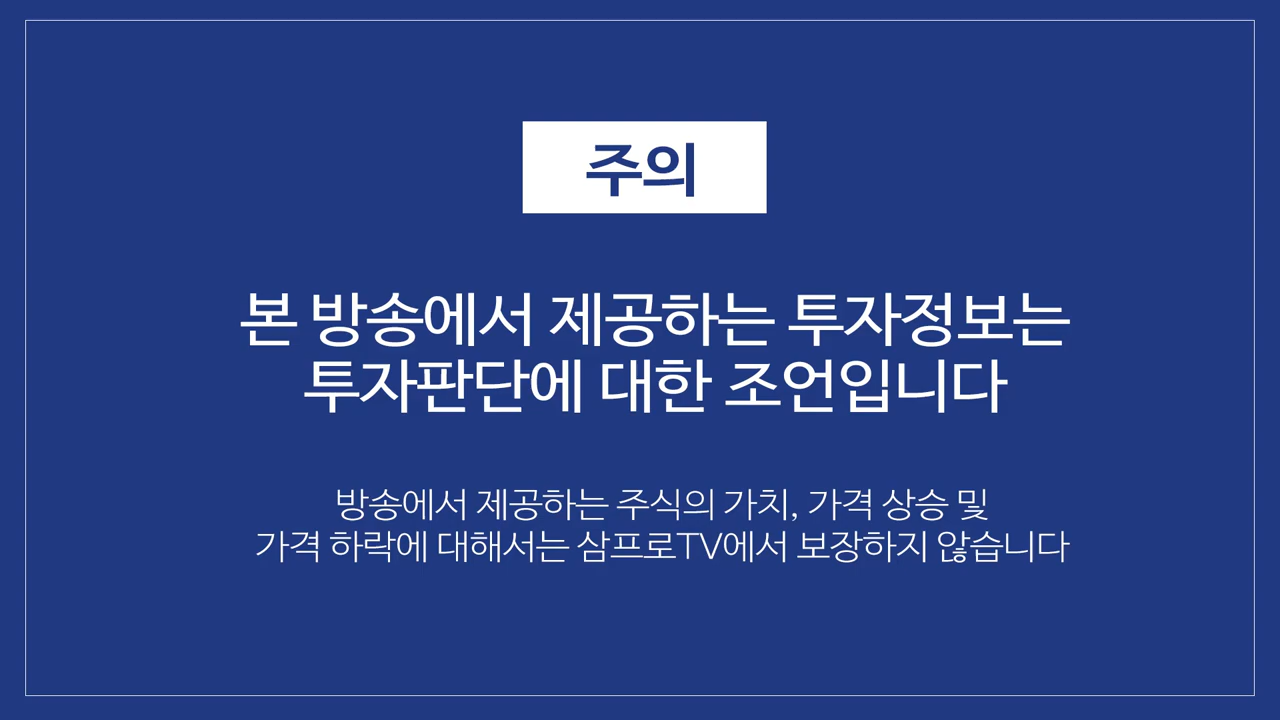 주의
본 방송에서 제공하는 투자정보는
투자판단에 대한 조언입니다
방송에서 제공하는 주식의 가치, 가격 상승 및
가격 하락에 대해서는 삼프로TV에서 보장하지 않습니다